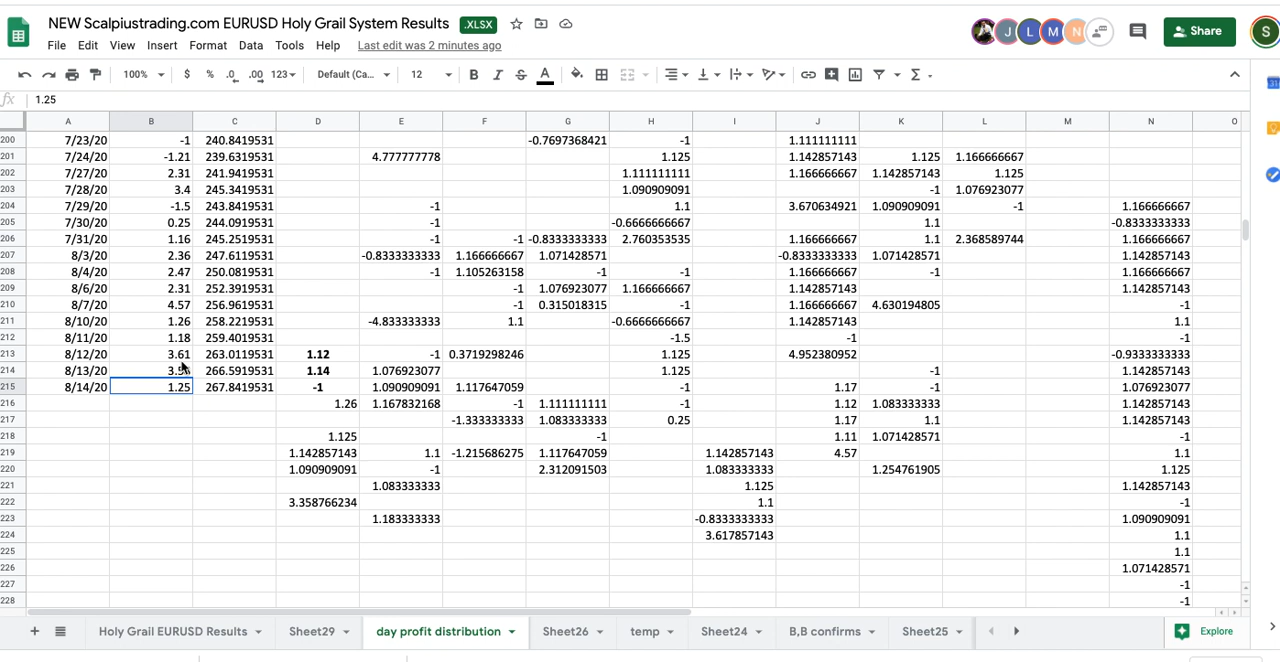 NEW Scalpiustrading.com EURUSD Holy Grail System Results .XLSX
File Edit View Insert Format Data Tools Help Last edit was 2 minutes ago
J L M N Share S
100% $ % .0 .00 123 Default (Ca... 12 B I S A Σ
fx 1.25
A B C D E F G H I J K L M N O
200 7/23/20 -1 240.8419531 -0.7697368421 -1 1.111111111
201 7/24/20 -1.21 239.6319531 4.777777778 1.125 1.142857143 1.125 1.166666667
202 7/27/20 2.31 241.9419531 1.111111111 1.166666667 1.142857143 1.125
203 7/28/20 3.4 245.3419531 1.090909091 -1 1.076923077
204 7/29/20 -1.5 243.8419531 -1 1.1 3.670634921 1.090909091 -1 1.166666667
205 7/30/20 0.25 244.0919531 -1 -0.6666666667 1.1 -0.8333333333
206 7/31/20 1.16 245.2519531 -1 -1 -0.8333333333 2.760353535 1.166666667 1.1 2.368589744 1.166666667
207 8/3/20 2.36 247.6119531 -0.8333333333 1.166666667 1.071428571 -0.8333333333 1.071428571 1.142857143
208 8/4/20 2.47 250.0819531 -1 1.105263158 -1 -1 1.166666667 -1 1.166666667
209 8/6/20 2.31 252.3919531 -1 1.076923077 1.166666667 1.142857143 1.142857143
210 8/7/20 4.57 256.9619531 -1 0.315018315 -1 1.166666667 4.630194805 -1
211 8/10/20 1.26 258.2219531 -4.833333333 1.1 -0.6666666667 1.142857143 1.1
212 8/11/20 1.18 259.4019531 -1.5 -1 -1
213 8/12/20 3.61 263.0119531 1.12 -1 0.3719298246 1.125 4.952380952 -0.9333333333
214 8/13/20 266.5919531 1.14 1.076923077 1.125 -1 1.142857143
215 8/14/20 1.25 267.8419531 -1 1.090909091 1.117647059 -1 1.17 -1 1.076923077
216 1.26 1.167832168 -1 1.111111111 -1 1.12 1.083333333 1.142857143
217 -1.333333333 1.083333333 0.25 1.17 1.1 1.142857143
218 1.125 -1 1.11 1.071428571 -1
219 1.142857143 1.1 -1.215686275 1.117647059 1.142857143 4.57 1.1
220 1.090909091 -1 2.312091503 1.083333333 1.254761905 1.125
221 1.083333333 1.125 1.142857143
222 3.358766234 1.1 -1
223 1.183333333 -0.8333333333 1.090909091
224 3.617857143 1.1
225 1.1
226 1.071428571
227 -1
228 -1
+ Holy Grail EURUSD Results Sheet29 day profit distribution Sheet26 temp Sheet24 B,B confirms Sheet25 Explore